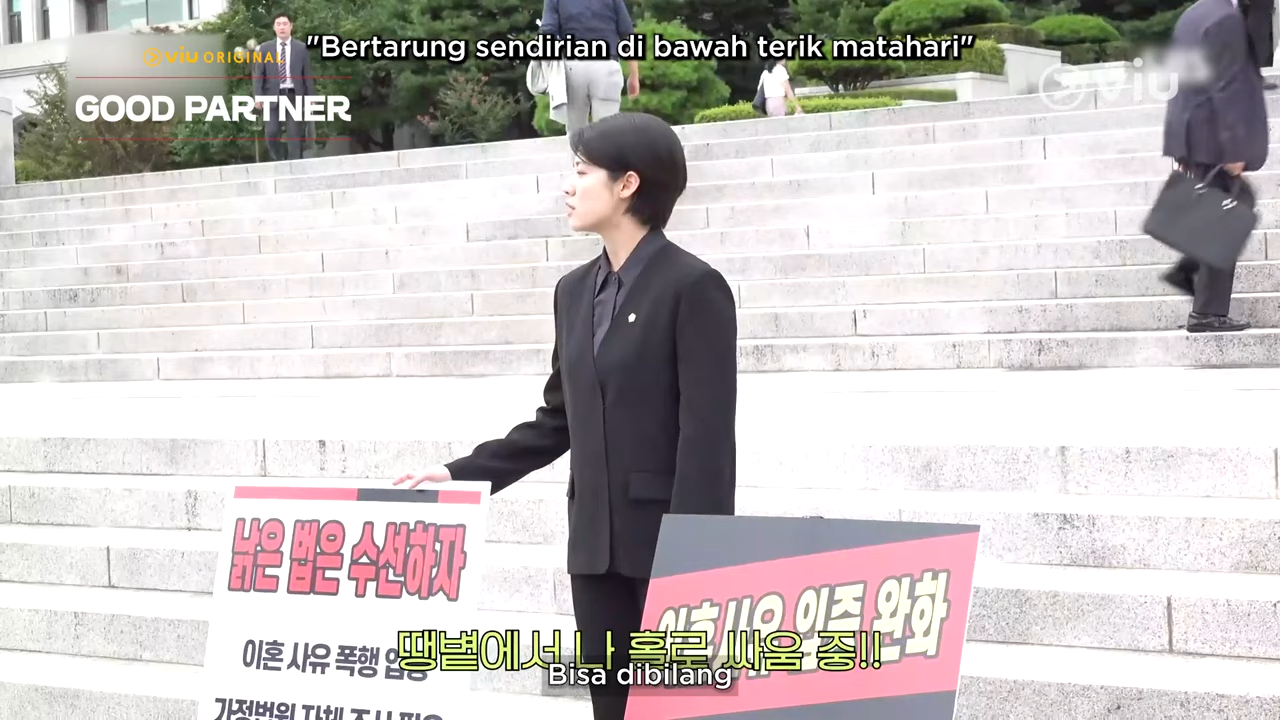 "Bertarung sendirian di bawah terik matahari"
viu ORIGINAL
viu
GOOD PARTNER
낡은 법은 수선하자
이혼 사유 폭행
이혼 사유 입증 완화
땡볕에서 나 홀로 싸움 중!!
Bisa dibilang